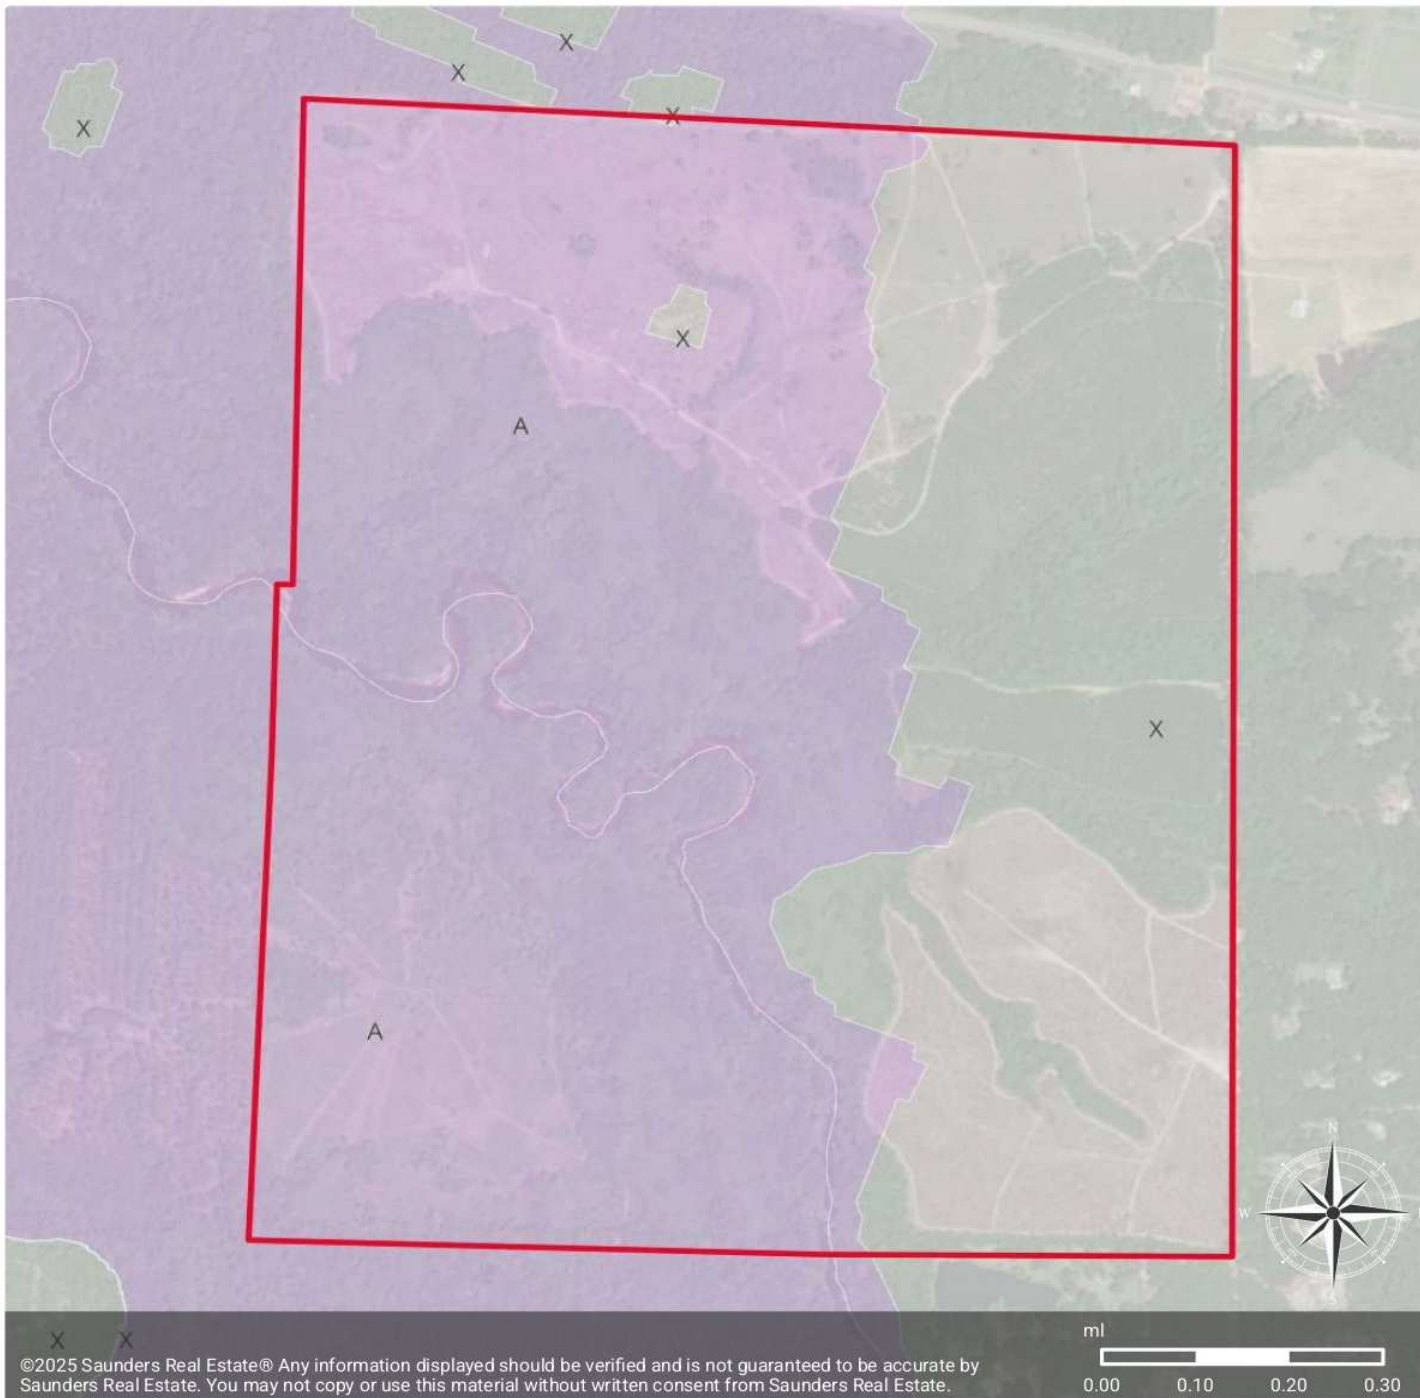 X
X
X
X
X
A
X
A
N
W
S
X X
ml
0.00 0.10 0.20 0.30
©2025 Saunders Real Estate® Any information displayed should be verified and is not guaranteed to be accurate by
Saunders Real Estate. You may not copy or use this material without written consent from Saunders Real Estate.